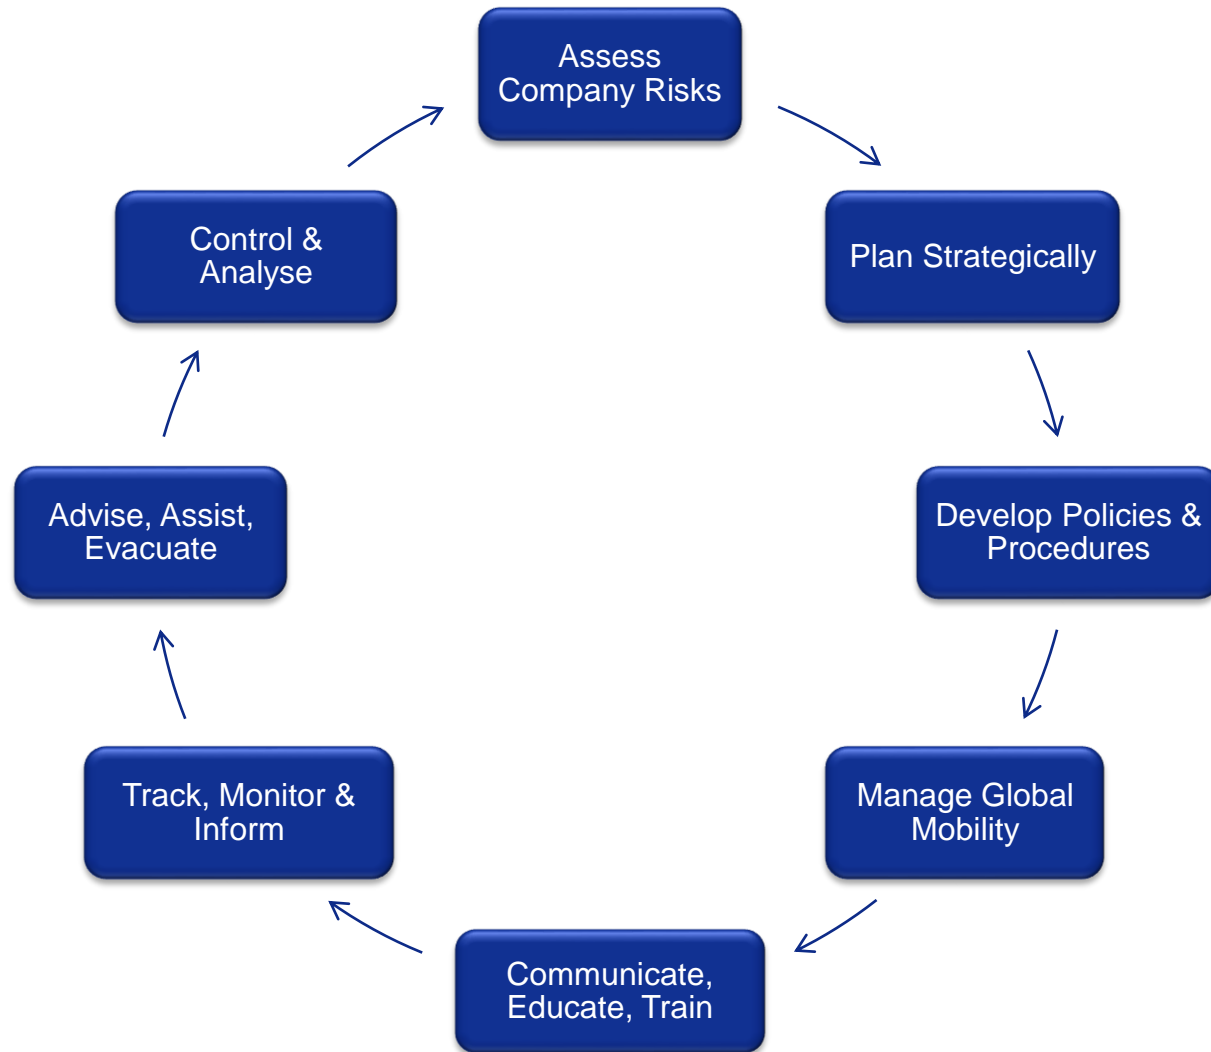 Assess
Company Risks
Plan Strategically
Develop Policies &
Procedures
Manage Global
Mobility
Communicate,
Educate, Train
Track, Monitor &
Inform
Advise, Assist,
Evacuate
Control &
Analyse